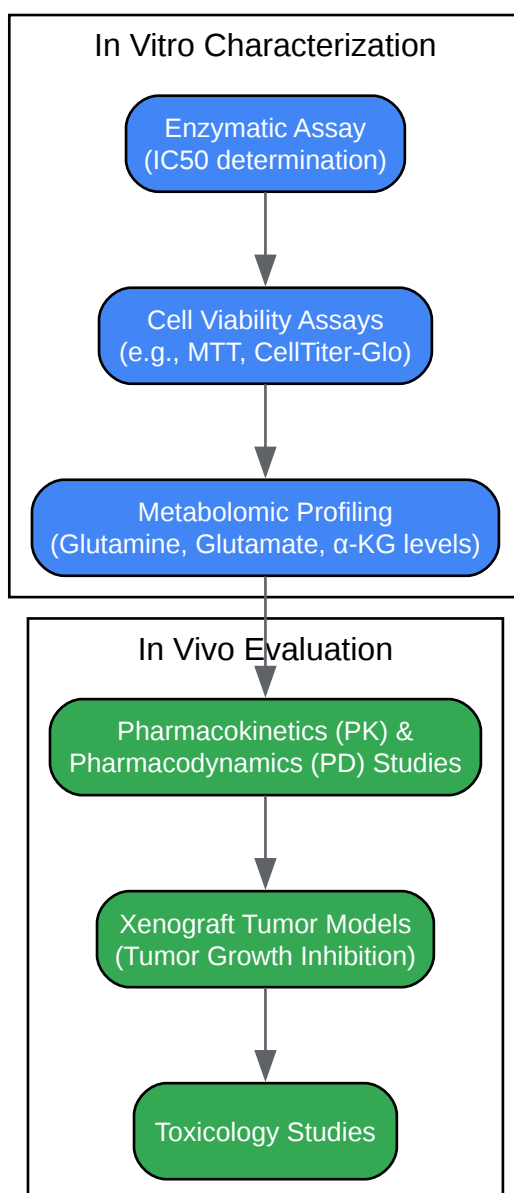 In Vitro Characterization
Enzymatic Assay
(IC50 determination)
Cell Viability Assays
(e.g., MTT, CellTiter-Glo)
Metabolomic Profiling
(Glutamine, Glutamate, α-KG levels)
In Vivo Evaluation
Pharmacokinetics (PK) &
Pharmacodynamics (PD) Studies
Xenograft Tumor Models
(Tumor Growth Inhibition)
Toxicology Studies